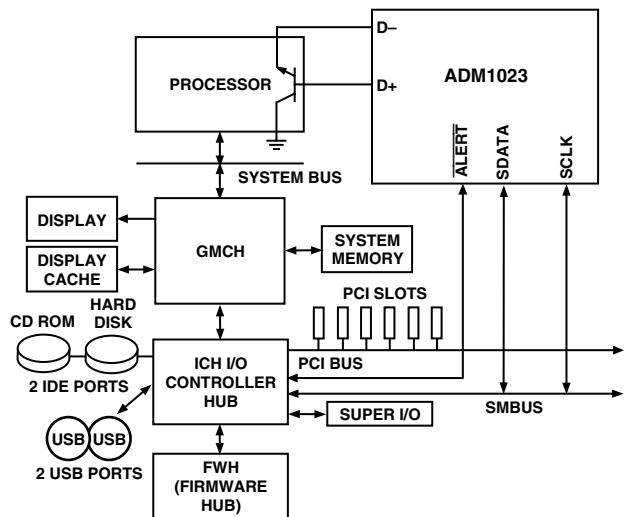 D–
PROCESSOR
D+
ADM1023
ALERT
SDATA
SCLK
SYSTEM BUS
DISPLAY
GMCH
SYSTEM
MEMORY
DISPLAY
CACHE
HARD
DISK
CD ROM
PCI SLOTS
2 IDE PORTS
ICH I/O
CONTROLLER
HUB
PCI BUS
SMBUS
SUPER I/O
USB
USB
2 USB PORTS
FWH
(FIRMWARE
HUB)